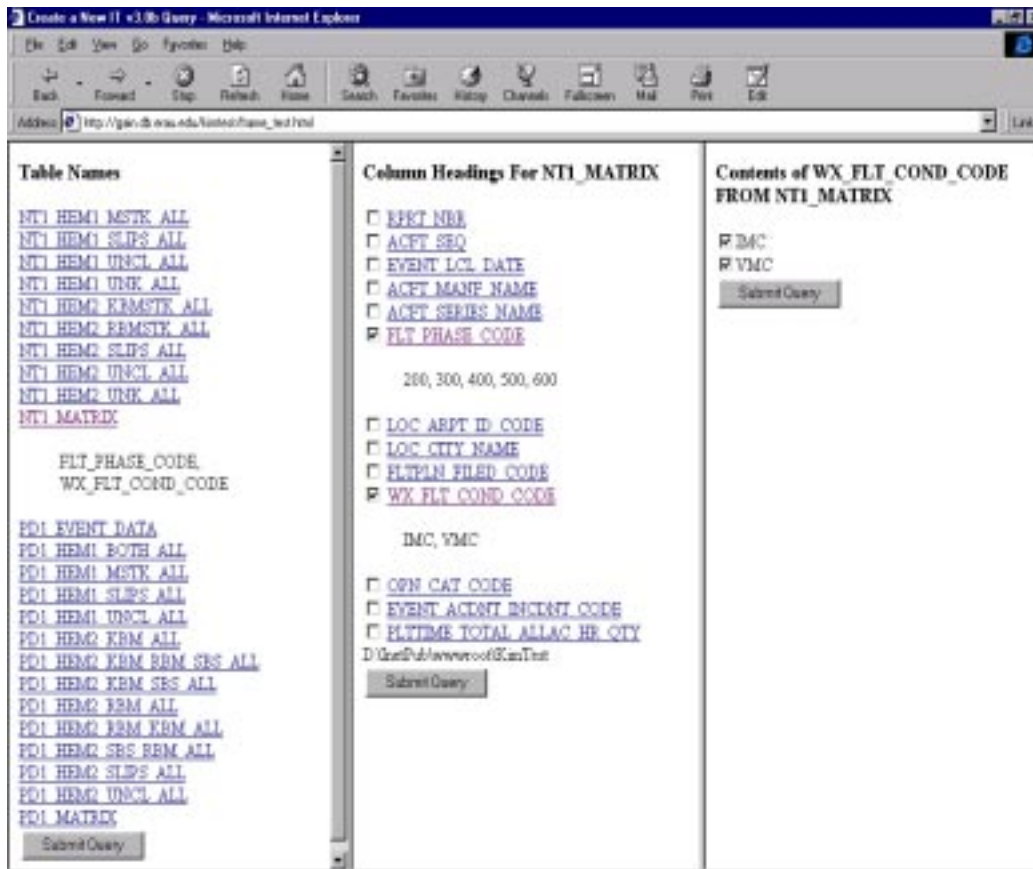 Create a New IT v3.0b Query - Microsoft Internet Explorer
File Edit View Go Favorites Help
Back Forward Stop Refresh Home Search Favorites History Channels Fullscreen Mail Print Edit
Address
Links
Table Names
NT1 HEM1 MSTK ALL
NT1 HEM1 SLIPS ALL
NT1 HEM1 UNCL ALL
NT1 HEM1 UNK ALL
NT1 HEM2 KBMSTK ALL
NT1 HEM2 RBMSTK ALL
NT1 HEM2 SLIPS ALL
NT1 HEM2 UNCL ALL
NT1 HEM2 UNK ALL
NT1 MATRIX
FLT_PHASE_CODE,
WX_FLT_COND_CODE
PD1 EVENT DATA
PD1 HEM1 BOTH ALL
PD1 HEM1 MSTK ALL
PD1 HEM1 SLIPS ALL
PD1 HEM1 UNCL ALL
PD1 HEM2 KBM ALL
PD1 HEM2 KBM RBM SBS ALL
PD1 HEM2 KBM SBS ALL
PD1 HEM2 RBM ALL
PD1 HEM2 RBM KBM ALL
PD1 HEM2 SBS RBM ALL
PD1 HEM2 SLIPS ALL
PD1 HEM2 UNCL ALL
PD1 MATRIX
Submit Query
Column Headings For NT1_MATRIX
RPRT NBR
ACFT SEQ
EVENT LCL DATE
ACFT MANF NAME
ACFT SERIES NAME
FLT PHASE CODE
200, 300, 400, 500, 600
LOC ARPT ID CODE
LOC CITY NAME
FLTPLN FILED CODE
WX FLT COND CODE
IMC, VMC
OPN CAT CODE
EVENT ACDNT INCDNT CODE
PLTTIME TOTAL ALLAC HR QTY
D:\InetPub\wwwroot\KimTest
Submit Query
Contents of WX_FLT_COND_CODE
FROM NT1_MATRIX
IMC
VMC
Submit Query